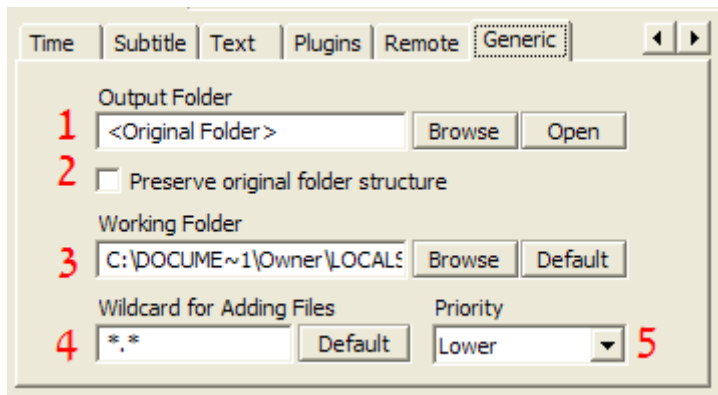 Time Subtitle Text Plugins Remote Generic
Output Folder
1 <Original Folder> Browse Open
2 Preserve original folder structure
Working Folder
3 C:\DOCUME~1\Owner\LOCALS Browse Default
Wildcard for Adding Files Priority
4 *.* Default Lower 5